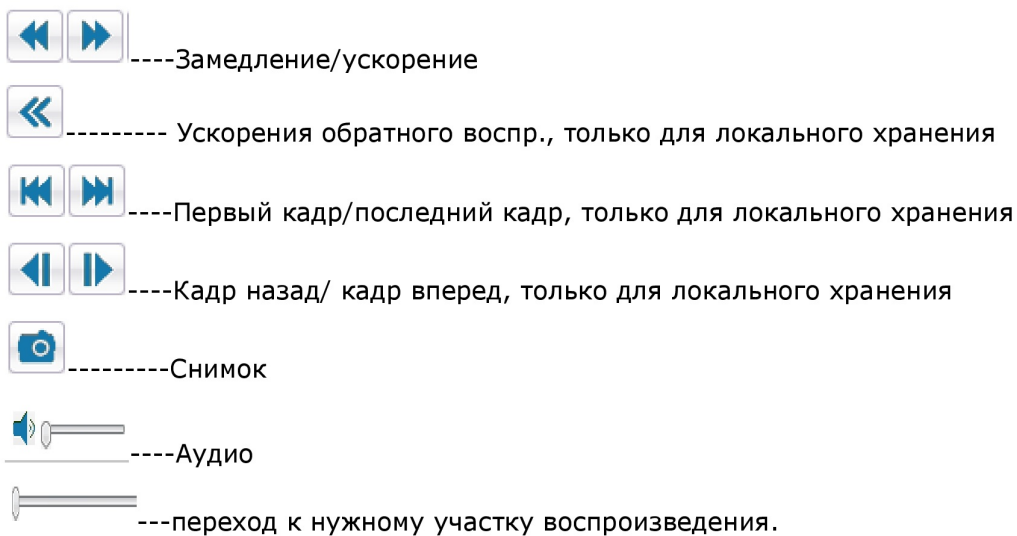 ----Замедление/ускорение
--------- Ускорения обратного воспр., только для локального хранения
----Первый кадр/последний кадр, только для локального хранения
----Кадр назад/ кадр вперед, только для локального хранения
---------Снимок
----Аудио
---переход к нужному участку воспроизведения.